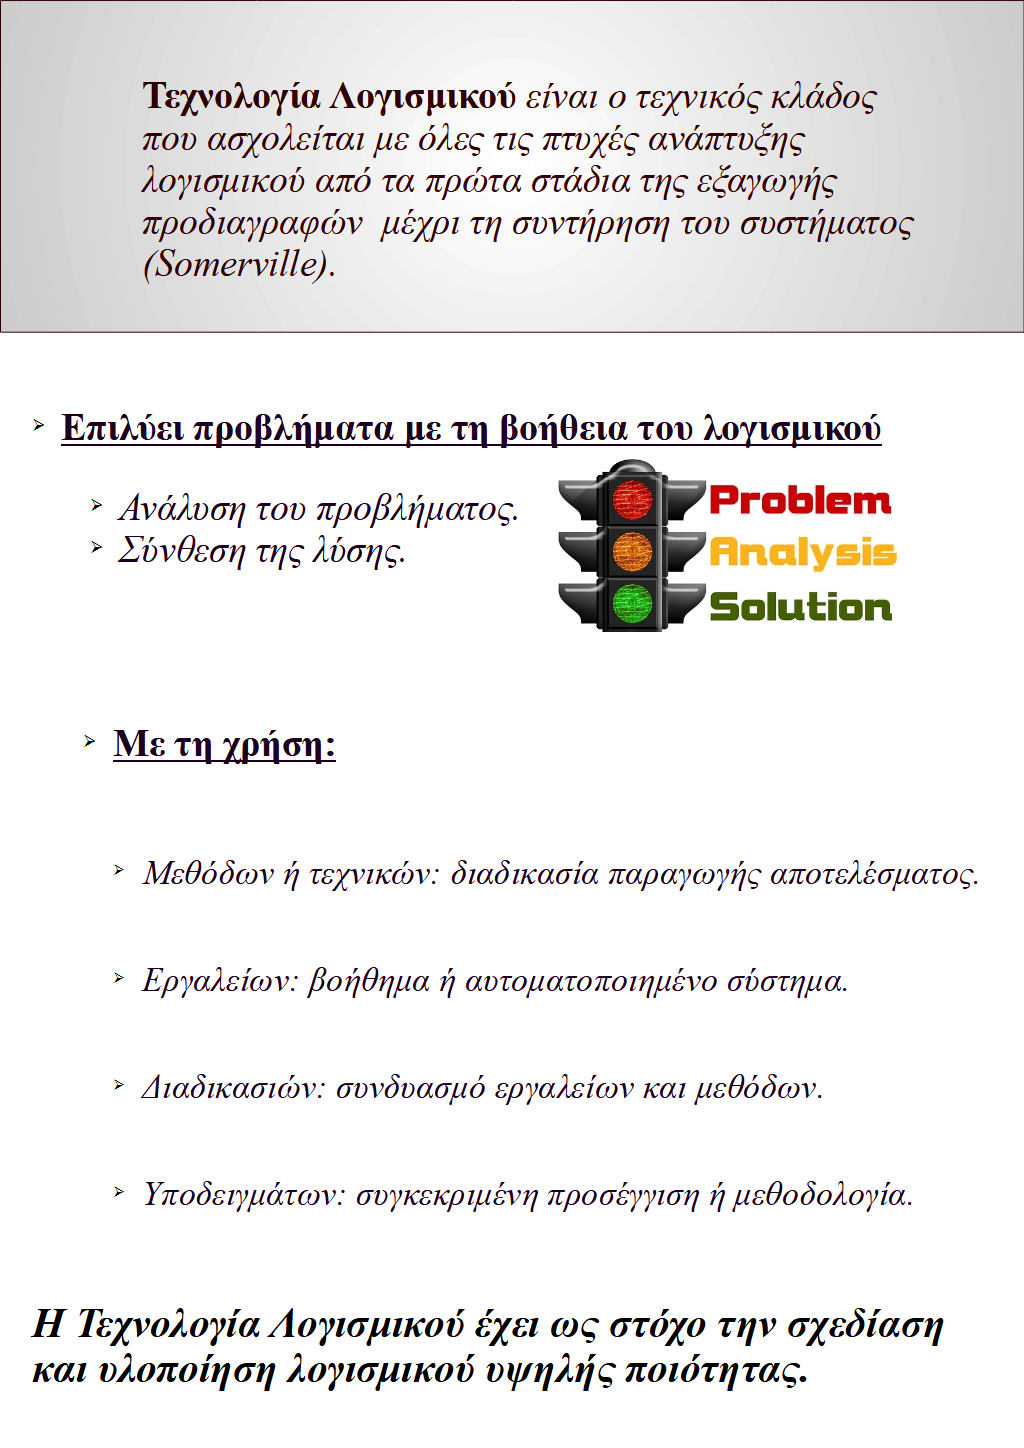 Τεχνολογία Λογισμικού είναι ο τεχνικός κλάδος
που ασχολείται με όλες τις πτυχές ανάπτυξης
λογισμικού από τα πρώτα στάδια της εξαγωγής
προδιαγραφών μέχρι τη συντήρηση του συστήματος
(Somerville).
Επιλύει προβλήματα με τη βοήθεια του λογισμικού
Ανάλυση του προβλήματος.
Σύνθεση της λύσης.
Problem
Analysis
Solution
Με τη χρήση:
Μεθόδων ή τεχνικών: διαδικασία παραγωγής αποτελέσματος.
Εργαλείων: βοήθημα ή αυτοματοποιημένο σύστημα.
Διαδικασιών: συνδυασμό εργαλείων και μεθόδων.
Υποδειγμάτων: συγκεκριμένη προσέγγιση ή μεθοδολογία.
Η Τεχνολογία Λογισμικού έχει ως στόχο την σχεδίαση
και υλοποίηση λογισμικού υψηλής ποιότητας.